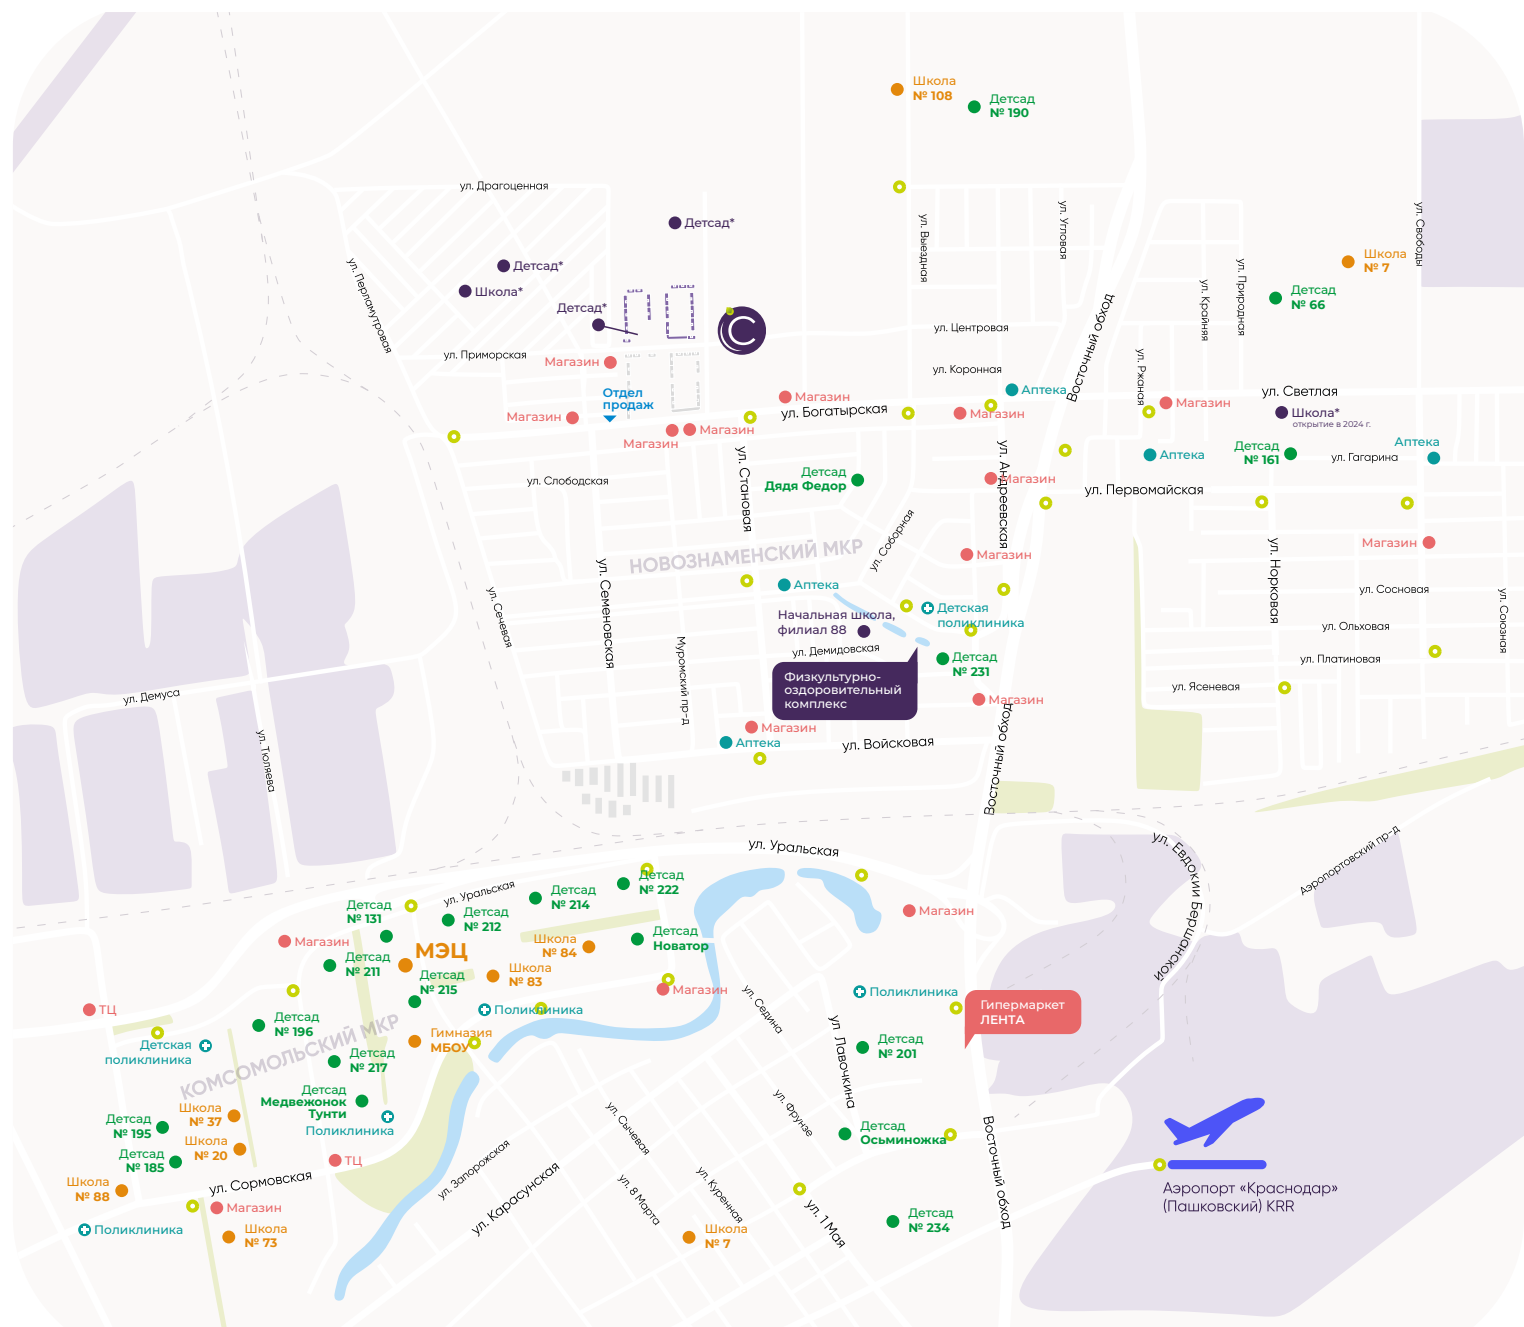 Школа
№ 108
Детсад
№ 190
ул. Драгоценная
Детсад*
Детсад*
Школа*
Детсад*
ул. Перламутровая
ул. Выездная
ул. Угловая
ул. Свободы
Школа
№ 7
Детсад
№ 66
ул. Природная
ул. Крайняя
ул. Ржаная
Восточный обход
ул. Центровая
ул. Коронная
Аптека
ул. Приморская
Магазин
Отдел
продаж
Магазин
Магазин
Магазин
Магазин
ул. Богатырская
Магазин
Магазин
ул. Светлая
Школа*
открытие в 2024 г.
Аптека
Детсад
№ 161
ул. Гагарина
Аптека
ул. Первомайская
ул. Слободская
ул. Становая
Детсад
Дядя Федор
Магазин
ул. Андреевская
ул. Соборная
Магазин
НОВОЗНАМЕНСКИЙ МКР
Магазин
ул. Норковая
ул. Сосновая
ул. Союзная
ул. Ольховая
ул. Платиновая
ул. Ясеневая
ул. Сечевая
ул. Семеновская
Аптека
Начальная школа,
филиал 88
Детская
поликлиника
ул. Демидовская
Детсад
№ 231
Физкультурно-
оздоровительный
комплекс
Муромский пр-д
Магазин
Магазин
Аптека
ул. Войсковая
Восточный обход
ул. Демуса
ул. Тюляева
ул. Уральская
ул. Евдокии Бершанской
Аэропортовский пр-д
ул. Уральская
Детсад
№ 222
Детсад
№ 214
Детсад
№ 212
Детсад
№ 131
Магазин
МЭЦ
Школа
№ 84
Детсад
Новатор
Магазин
Детсад
№ 211
Детсад
№ 215
Школа
№ 83
Магазин
Поликлиника
ТЦ
Детсад
№ 196
КОМСОМОЛЬСКИЙ МКР
Детская
поликлиника
Гимназия
МБОУ
Детсад
№ 217
Детсад
Медвежонок
Тунти
Поликлиника
Школа
№ 37
Детсад
№ 195
Школа
№ 20
Детсад
№ 185
ТЦ
Школа
№ 88
ул. Сормовская
Магазин
Поликлиника
Школа
№ 73
ул. Седина
ул. Лавочкина
Поликлиника
Гипермаркет
ЛЕНТА
Детсад
№ 201
ул. Фрунзе
Детсад
Осьминожка
ул. Сычевая
ул. Запорожская
ул. Карасунская
ул. 8 Марта
ул. Куренная
Школа
№ 7
ул. 1 Мая
Детсад
№ 234
Восточный обход
Аэропорт «Краснодар»
(Пашковский) KRR